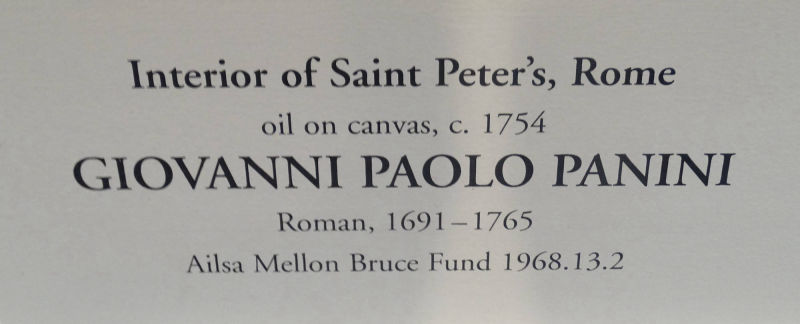 Interior of Saint Peter's, Rome
oil on canvas, c. 1754
GIOVANNI PAOLO PANINI
Roman, 1691–1765
Ailsa Mellon Bruce Fund 1968.13.2